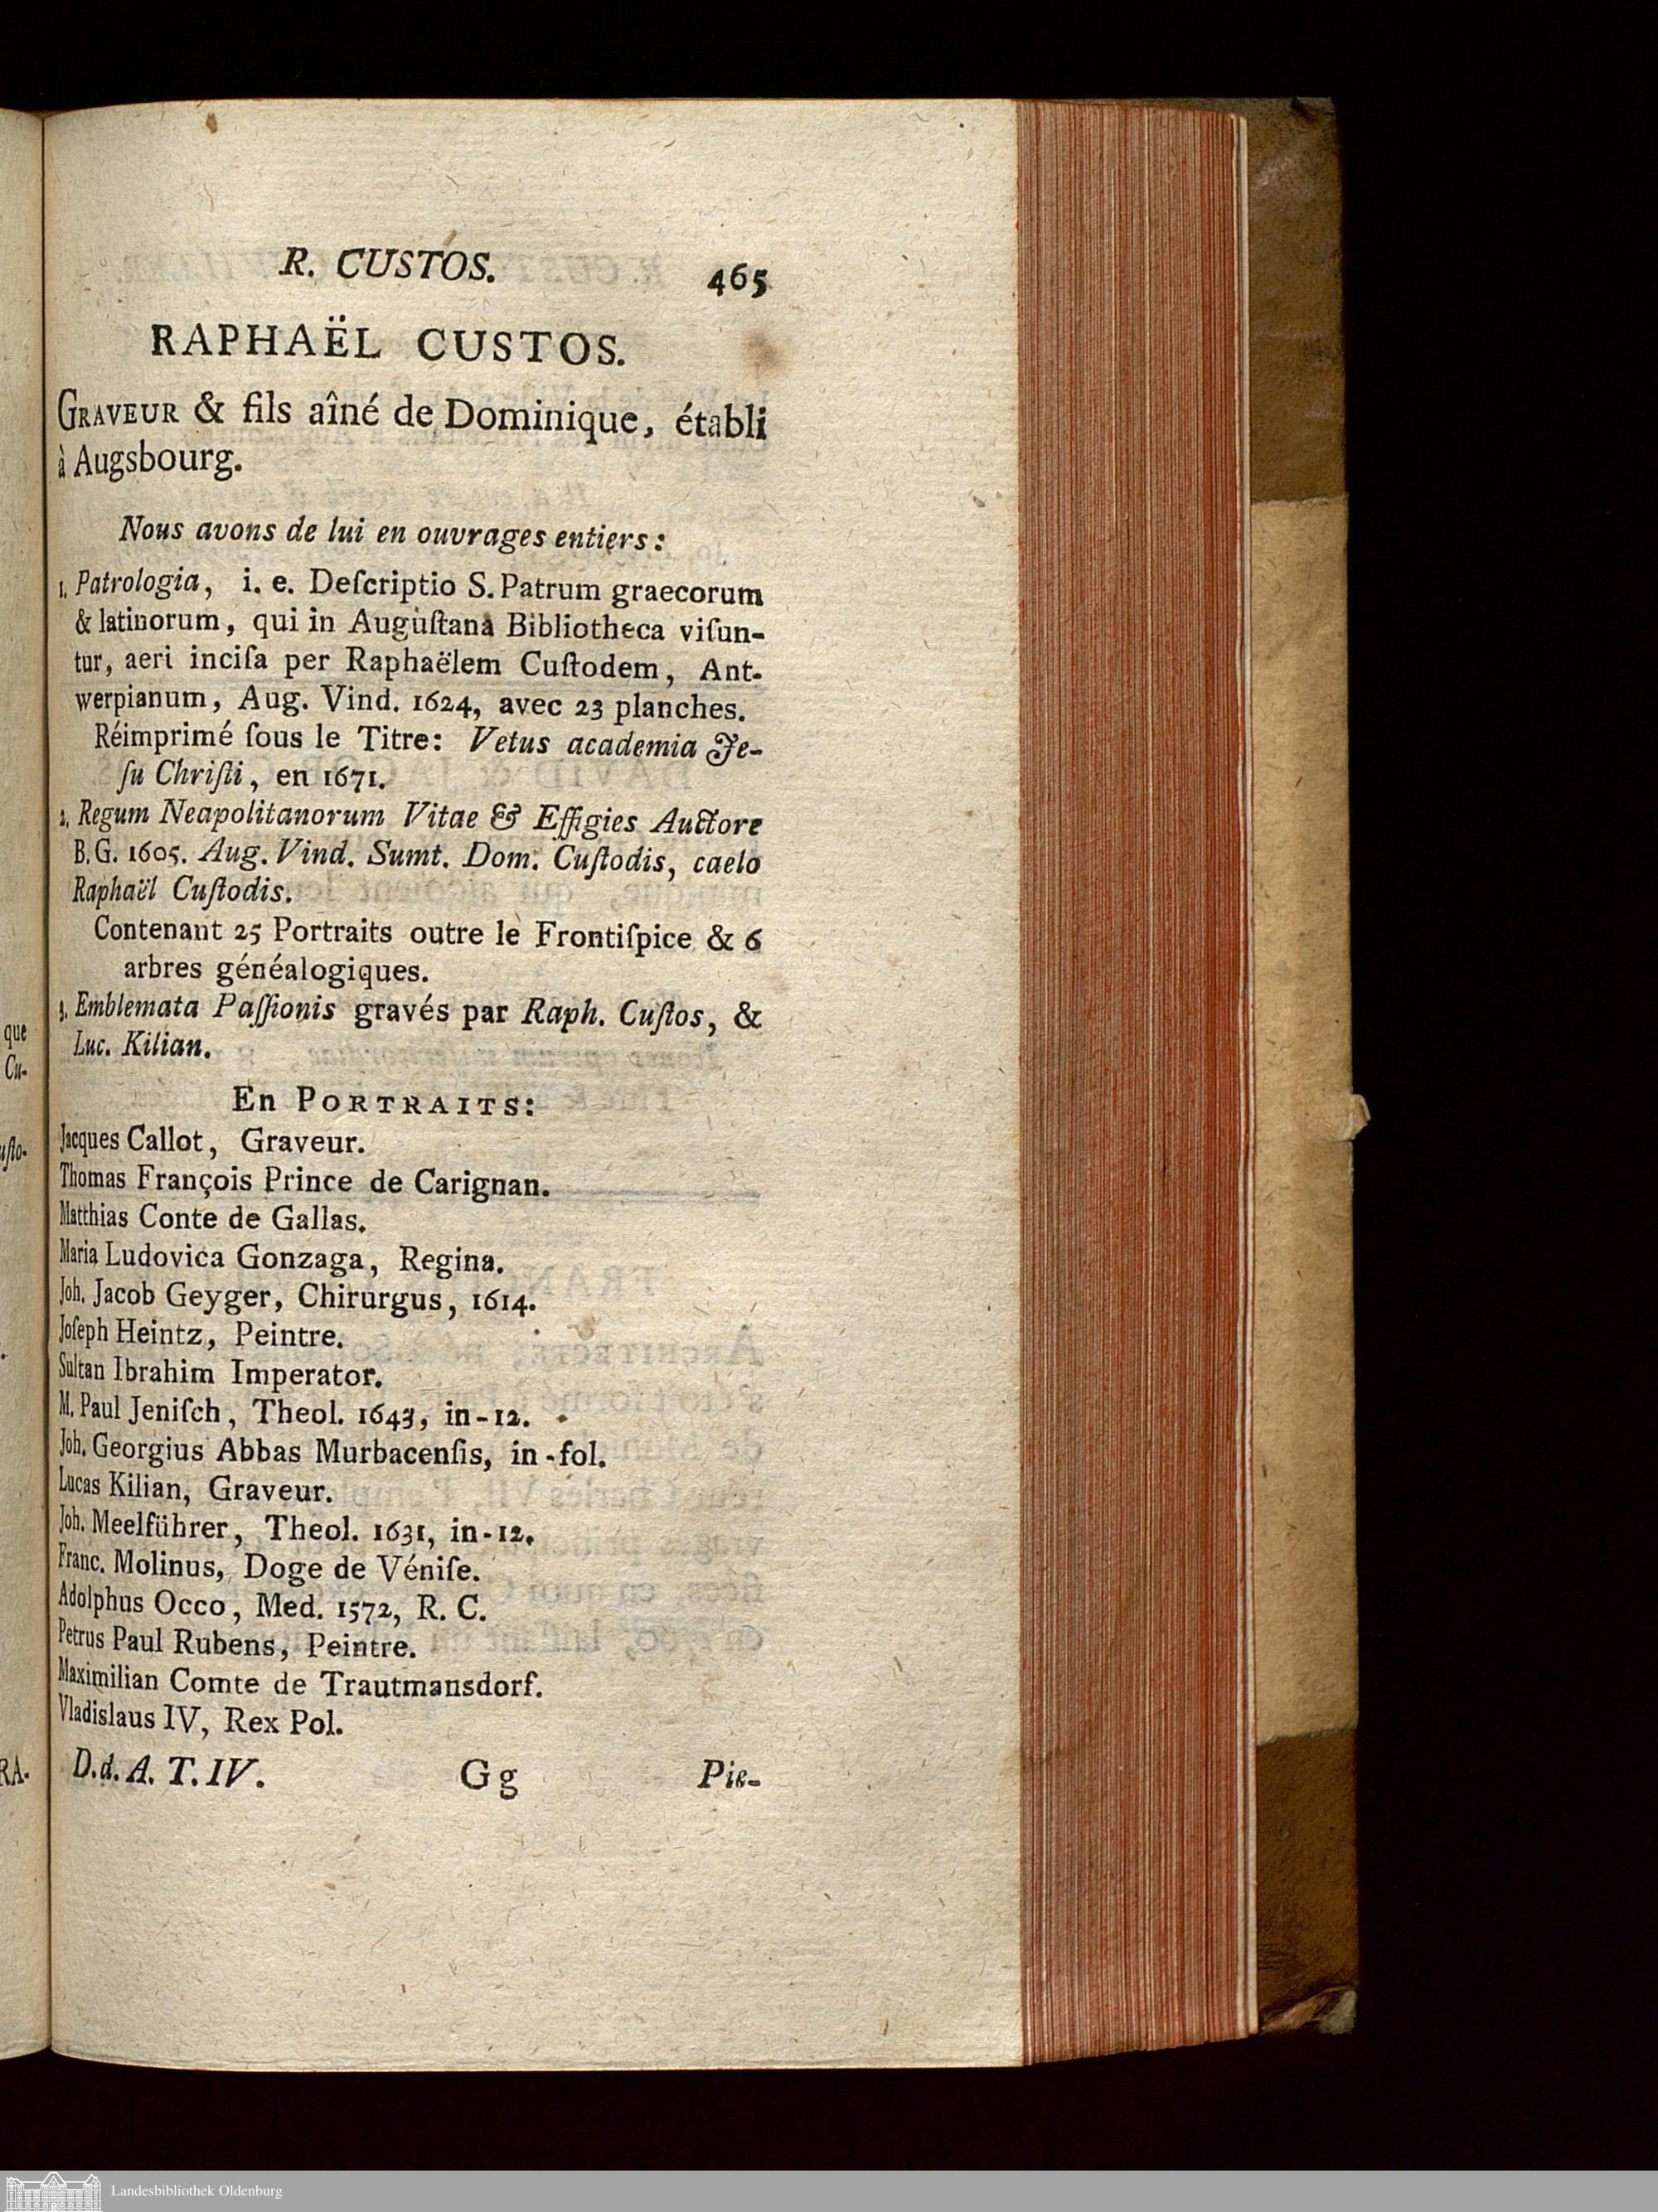 R. CUSTOS. 465
RAPHAËL CUSTOS.
GRAVEUR & fils aîné de Dominique, établi
à Augsbourg.
Nous avons de lui en ouvrages entiers:
1. Patrologia, i. e. Deſcriptio S. Patrum graecorum
& latinorum, qui in Auguſtana Bibliotheca viſun-
tur, aeri inciſa per Raphaëlem Cuſtodem, Ant-
werpianum, Aug. Vind. 1624, avec 23 planches.
Réimprimé ſous le Titre: Vetus academia Je-
ſu Chriſti, en 1671.
2. Regum Neapolitanorum Vitae & Effigies Auctore
B. G. 1605. Aug. Vind. Sumt. Dom. Cuſtodis, caelo
Raphaël Cuſtodis.
Contenant 25 Portraits outre le Frontiſpice & 6
arbres généalogiques.
3. Emblemata Paſſionis gravés par Raph. Cuſtos, &
Luc. Kilian.
En PORTRAITS:
Jacques Callot, Graveur.
Thomas François Prince de Carignan.
Matthias Conte de Gallas.
Maria Ludovica Gonzaga, Regina.
Joh. Jacob Geyger, Chirurgus, 1614.
Joſeph Heintz, Peintre.
Sultan Ibrahim Imperator.
M. Paul Jeniſch, Theol. 1643, in-12.
Joh. Georgius Abbas Murbacenſis, in-fol.
Lucas Kilian, Graveur.
Joh. Meelführer, Theol. 1631, in-12.
Franc. Molinus, Doge de Véniſe.
Adolphus Occo, Med. 1572, R. C.
Petrus Paul Rubens, Peintre.
Maximilian Comte de Trautmansdorf.
Vladislaus IV, Rex Pol.
D.d. A. T. IV. Gg Pie-
que
Cu-
uſto-
RA-
Landesbibliothek Oldenburg